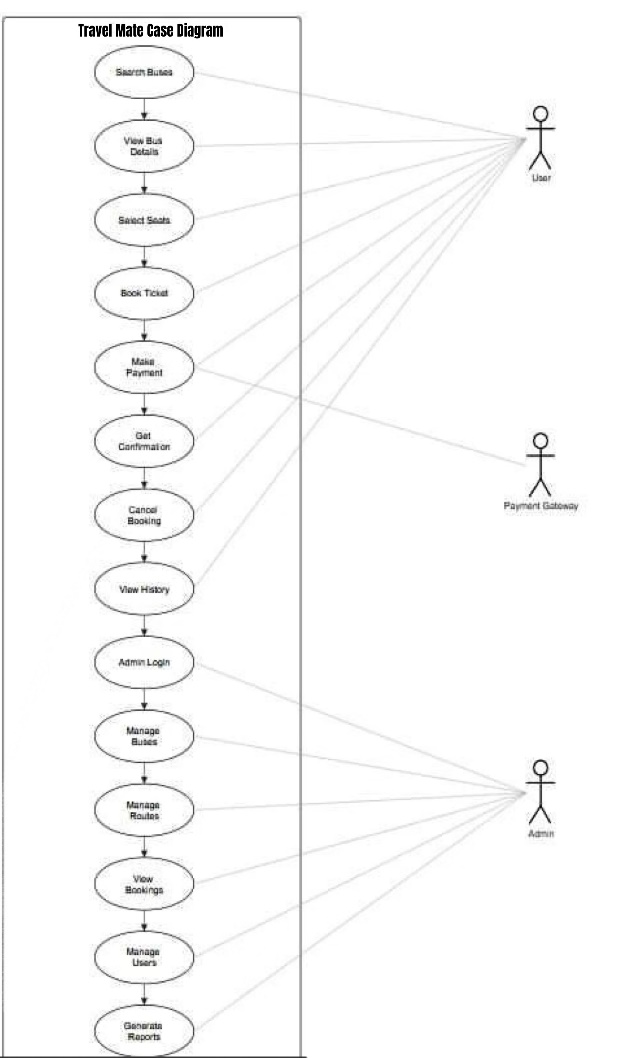 Travel Mate Case Diagram
Search Buses
View Bus
Details
User
Select Seats
Book Ticket
Make
Payment
Get
Confirmation
Payment Gateway
Cancel
Booking
View History
Admin Login
Manage
Buses
Manage
Routes
Admin
View
Bookings
Manage
Users
Generate
Reports